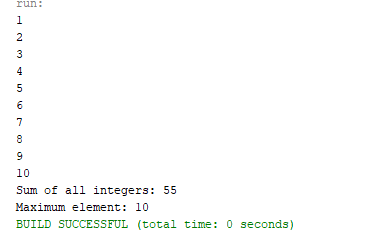 run:
1
2
3
4
5
6
7
8
9
10
Sum of all integers: 55
Maximum element: 10
BUILD SUCCESSFUL (total time: 0 seconds)